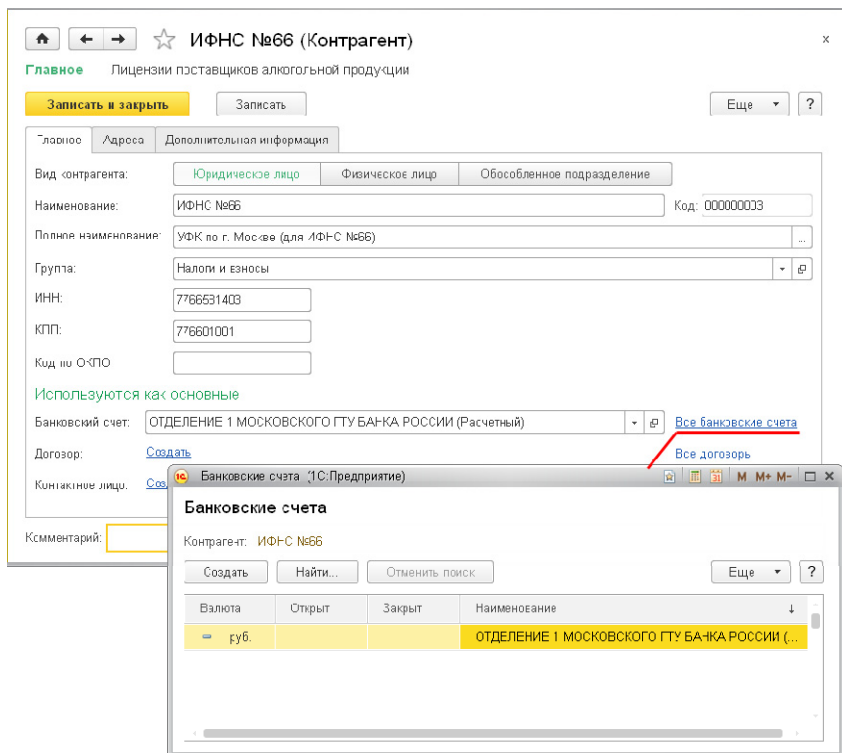 ИФНС №66 (Контрагент)
Главное Лицензии поставщиков алкогольной продукции
Записать и закрыть Записать Еще ?
Главное Адреса Дополнительная информация
Вид контрагента: Юридическое лицо Физическое лицо Обособленное подразделение
Наименование: ИФНС №66 Код: 000000003
Полное наименование: УФК по г. Москве (для ИФНС №66) ...
Группа: Налоги и взносы
ИНН: 7766531403
КПП: 776601001
Код по ОКПО
Используются как основные
Банковский счет: ОТДЕЛЕНИЕ 1 МОСКОВСКОГО ГТУ БАНКА РОССИИ (Расчетный) Все банковские счета
Договор: Создать Все договоры
Контактное лицо:
Комментарий:
1С Банковские счета (1С:Предприятие) 31 M M+ M-
Банковские счета
Контрагент: ИФНС №66
Создать Найти... Отменить поиск Еще ?
Валюта Открыт Закрыт Наименование
руб. ОТДЕЛЕНИЕ 1 МОСКОВСКОГО ГТУ БАНКА РОССИИ (...